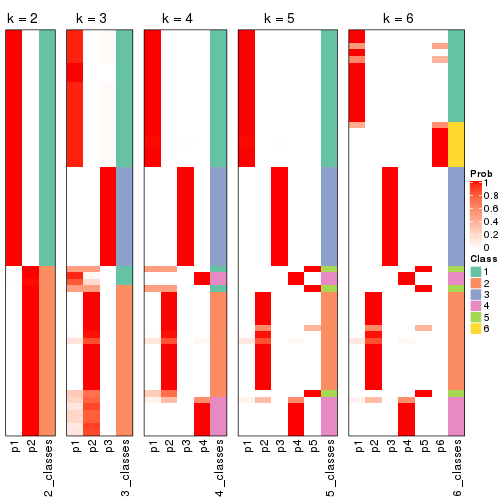 k = 2
k = 3
k = 4
k = 5
k = 6
Prob
1
0.8
0.6
0.4
0.2
0
Class
1
2
3
4
5
6
p1
p2
2_classes
p1
p2
p3
3_classes
p1
p2
p3
p4
4_classes
p1
p2
p3
p4
p5
5_classes
p1
p2
p3
p4
p5
p6
6_classes